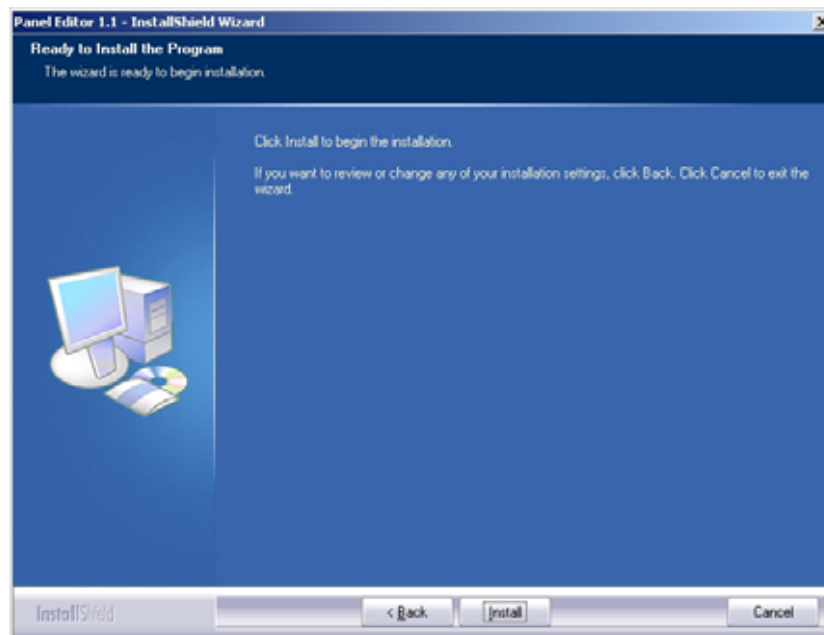 Panel Editor 1.1 - InstallShield Wizard
Ready to Install the Program
The wizard is ready to begin installation.
Click Install to begin the installation.
If you want to review or change any of your installation settings, click Back. Click Cancel to exit the
wizard.
InstallShield
< Back
Install
Cancel